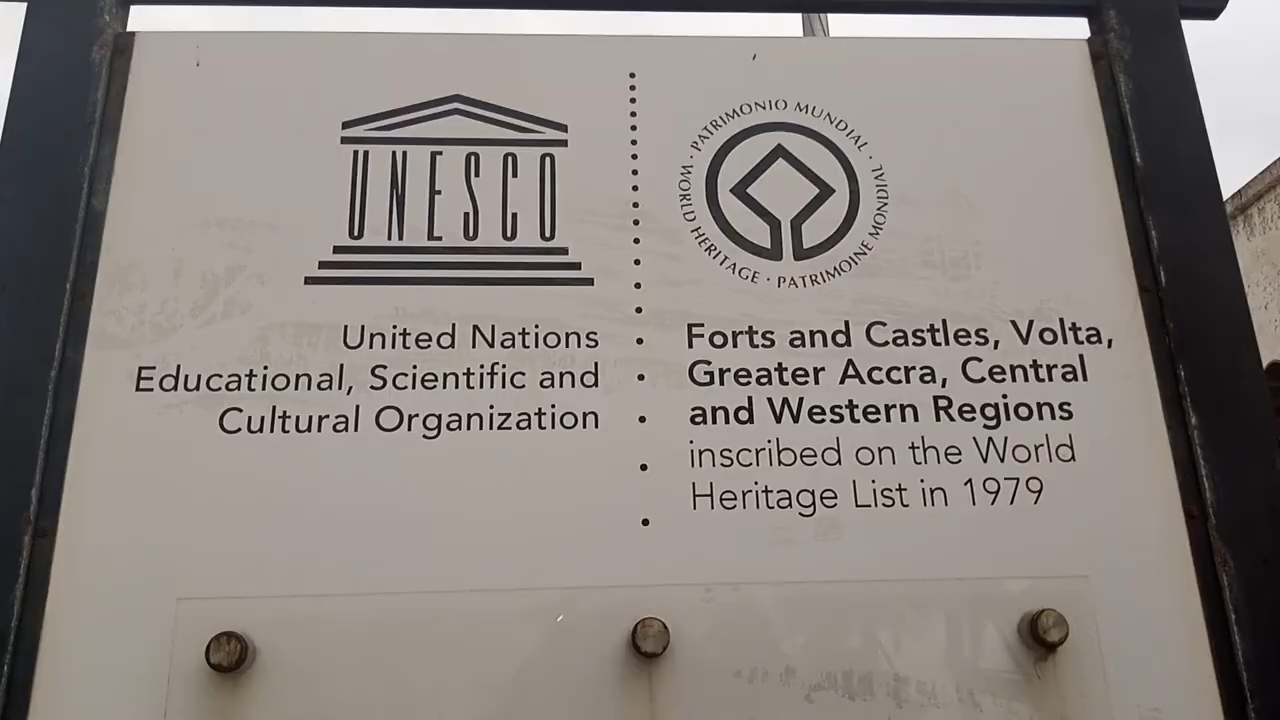 UNESCO
United Nations
Educational, Scientific and
Cultural Organization
WORLD HERITAGE · PATRIMONIO MUNDIAL · PATRIMOINE MONDIAL
Forts and Castles, Volta,
Greater Accra, Central
and Western Regions
inscribed on the World
Heritage List in 1979